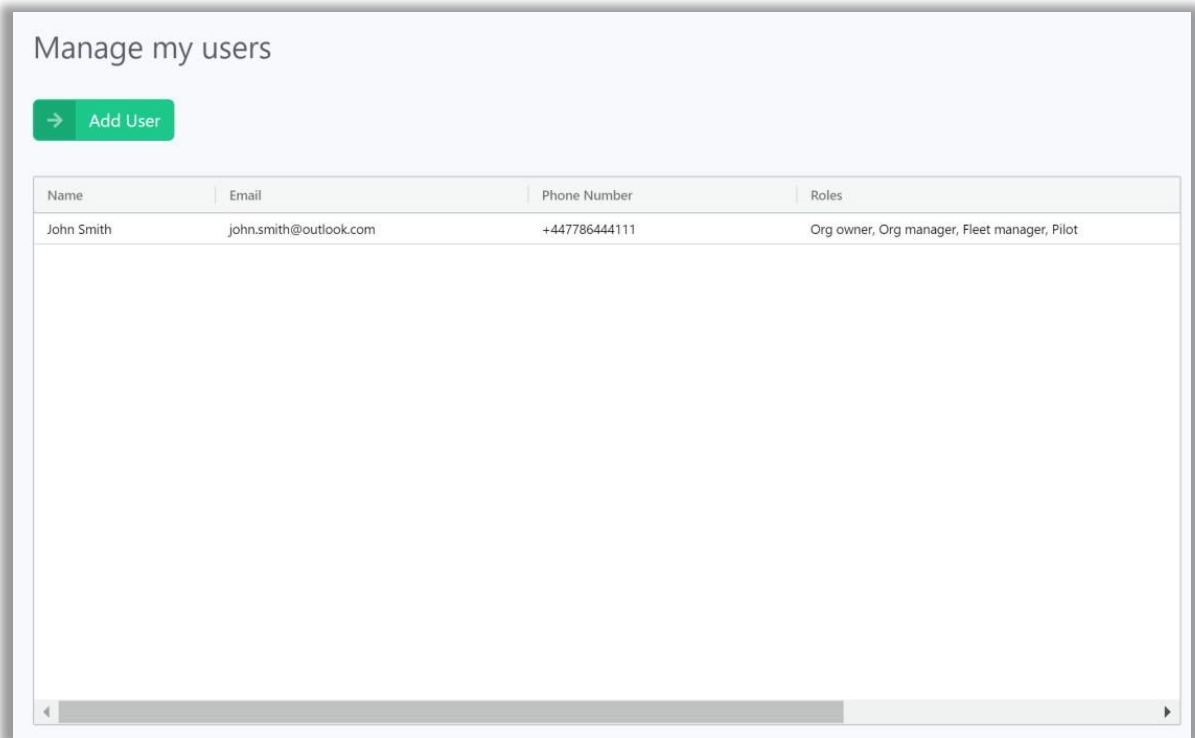 Manage my users
Add User
Name Email Phone Number Roles
John Smith john.smith@outlook.com +447786444111 Org owner, Org manager, Fleet manager, Pilot